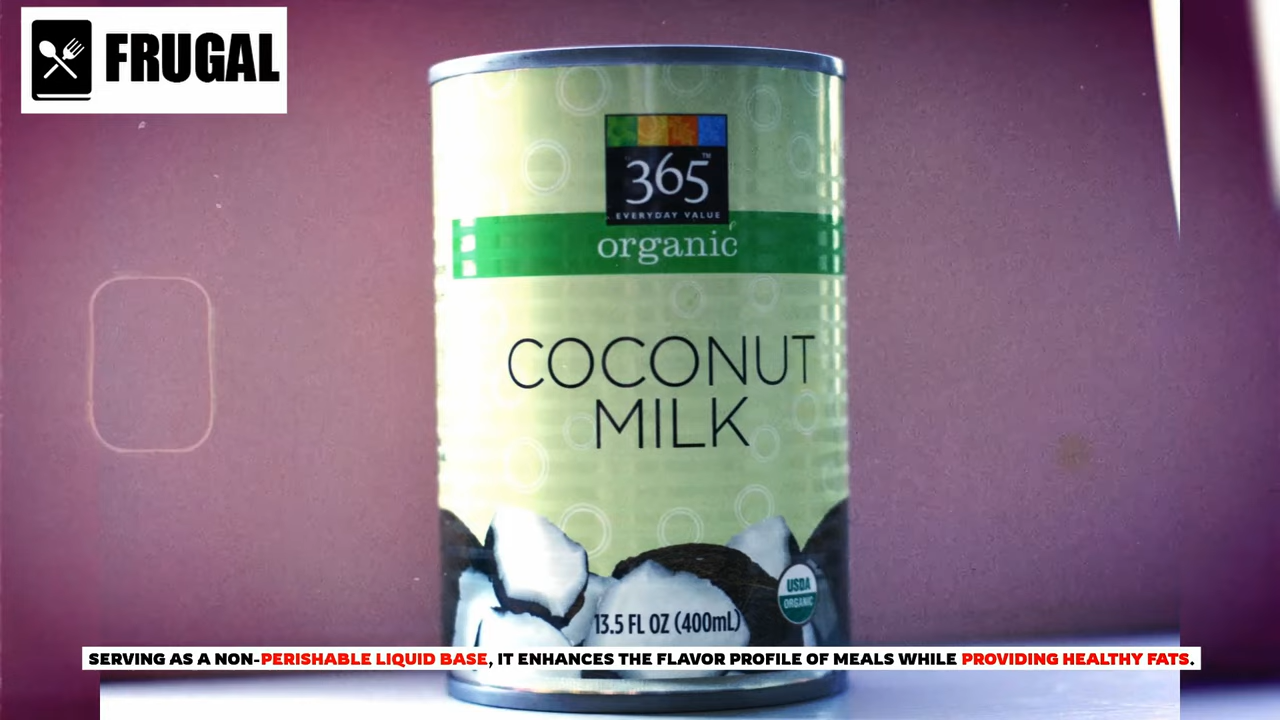 FRUGAL
365™
EVERYDAY VALUE
organic
COCONUT
MILK
USDA
ORGANIC
13.5 FL OZ (400mL)
SERVING AS A NON-PERISHABLE LIQUID BASE, IT ENHANCES THE FLAVOR PROFILE OF MEALS WHILE PROVIDING HEALTHY FATS.